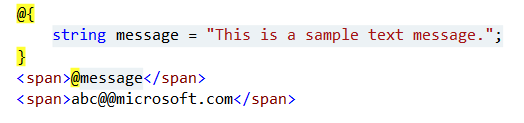 @{
string message = "This is a sample text message.";
}
<span>@message</span>
<span>abc@@microsoft.com</span>